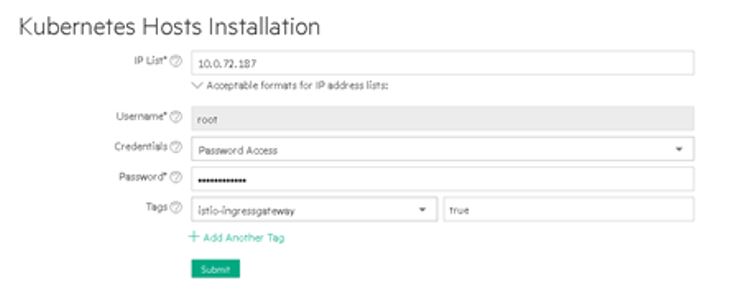 Kubernetes Hosts Installation
IP List* 10.0.72.187
Acceptable formats for IP address lists:
Username* root
Credentials Password Access
Password* ••••••••••••
Tags istio-ingressgateway true
+ Add Another Tag
Submit